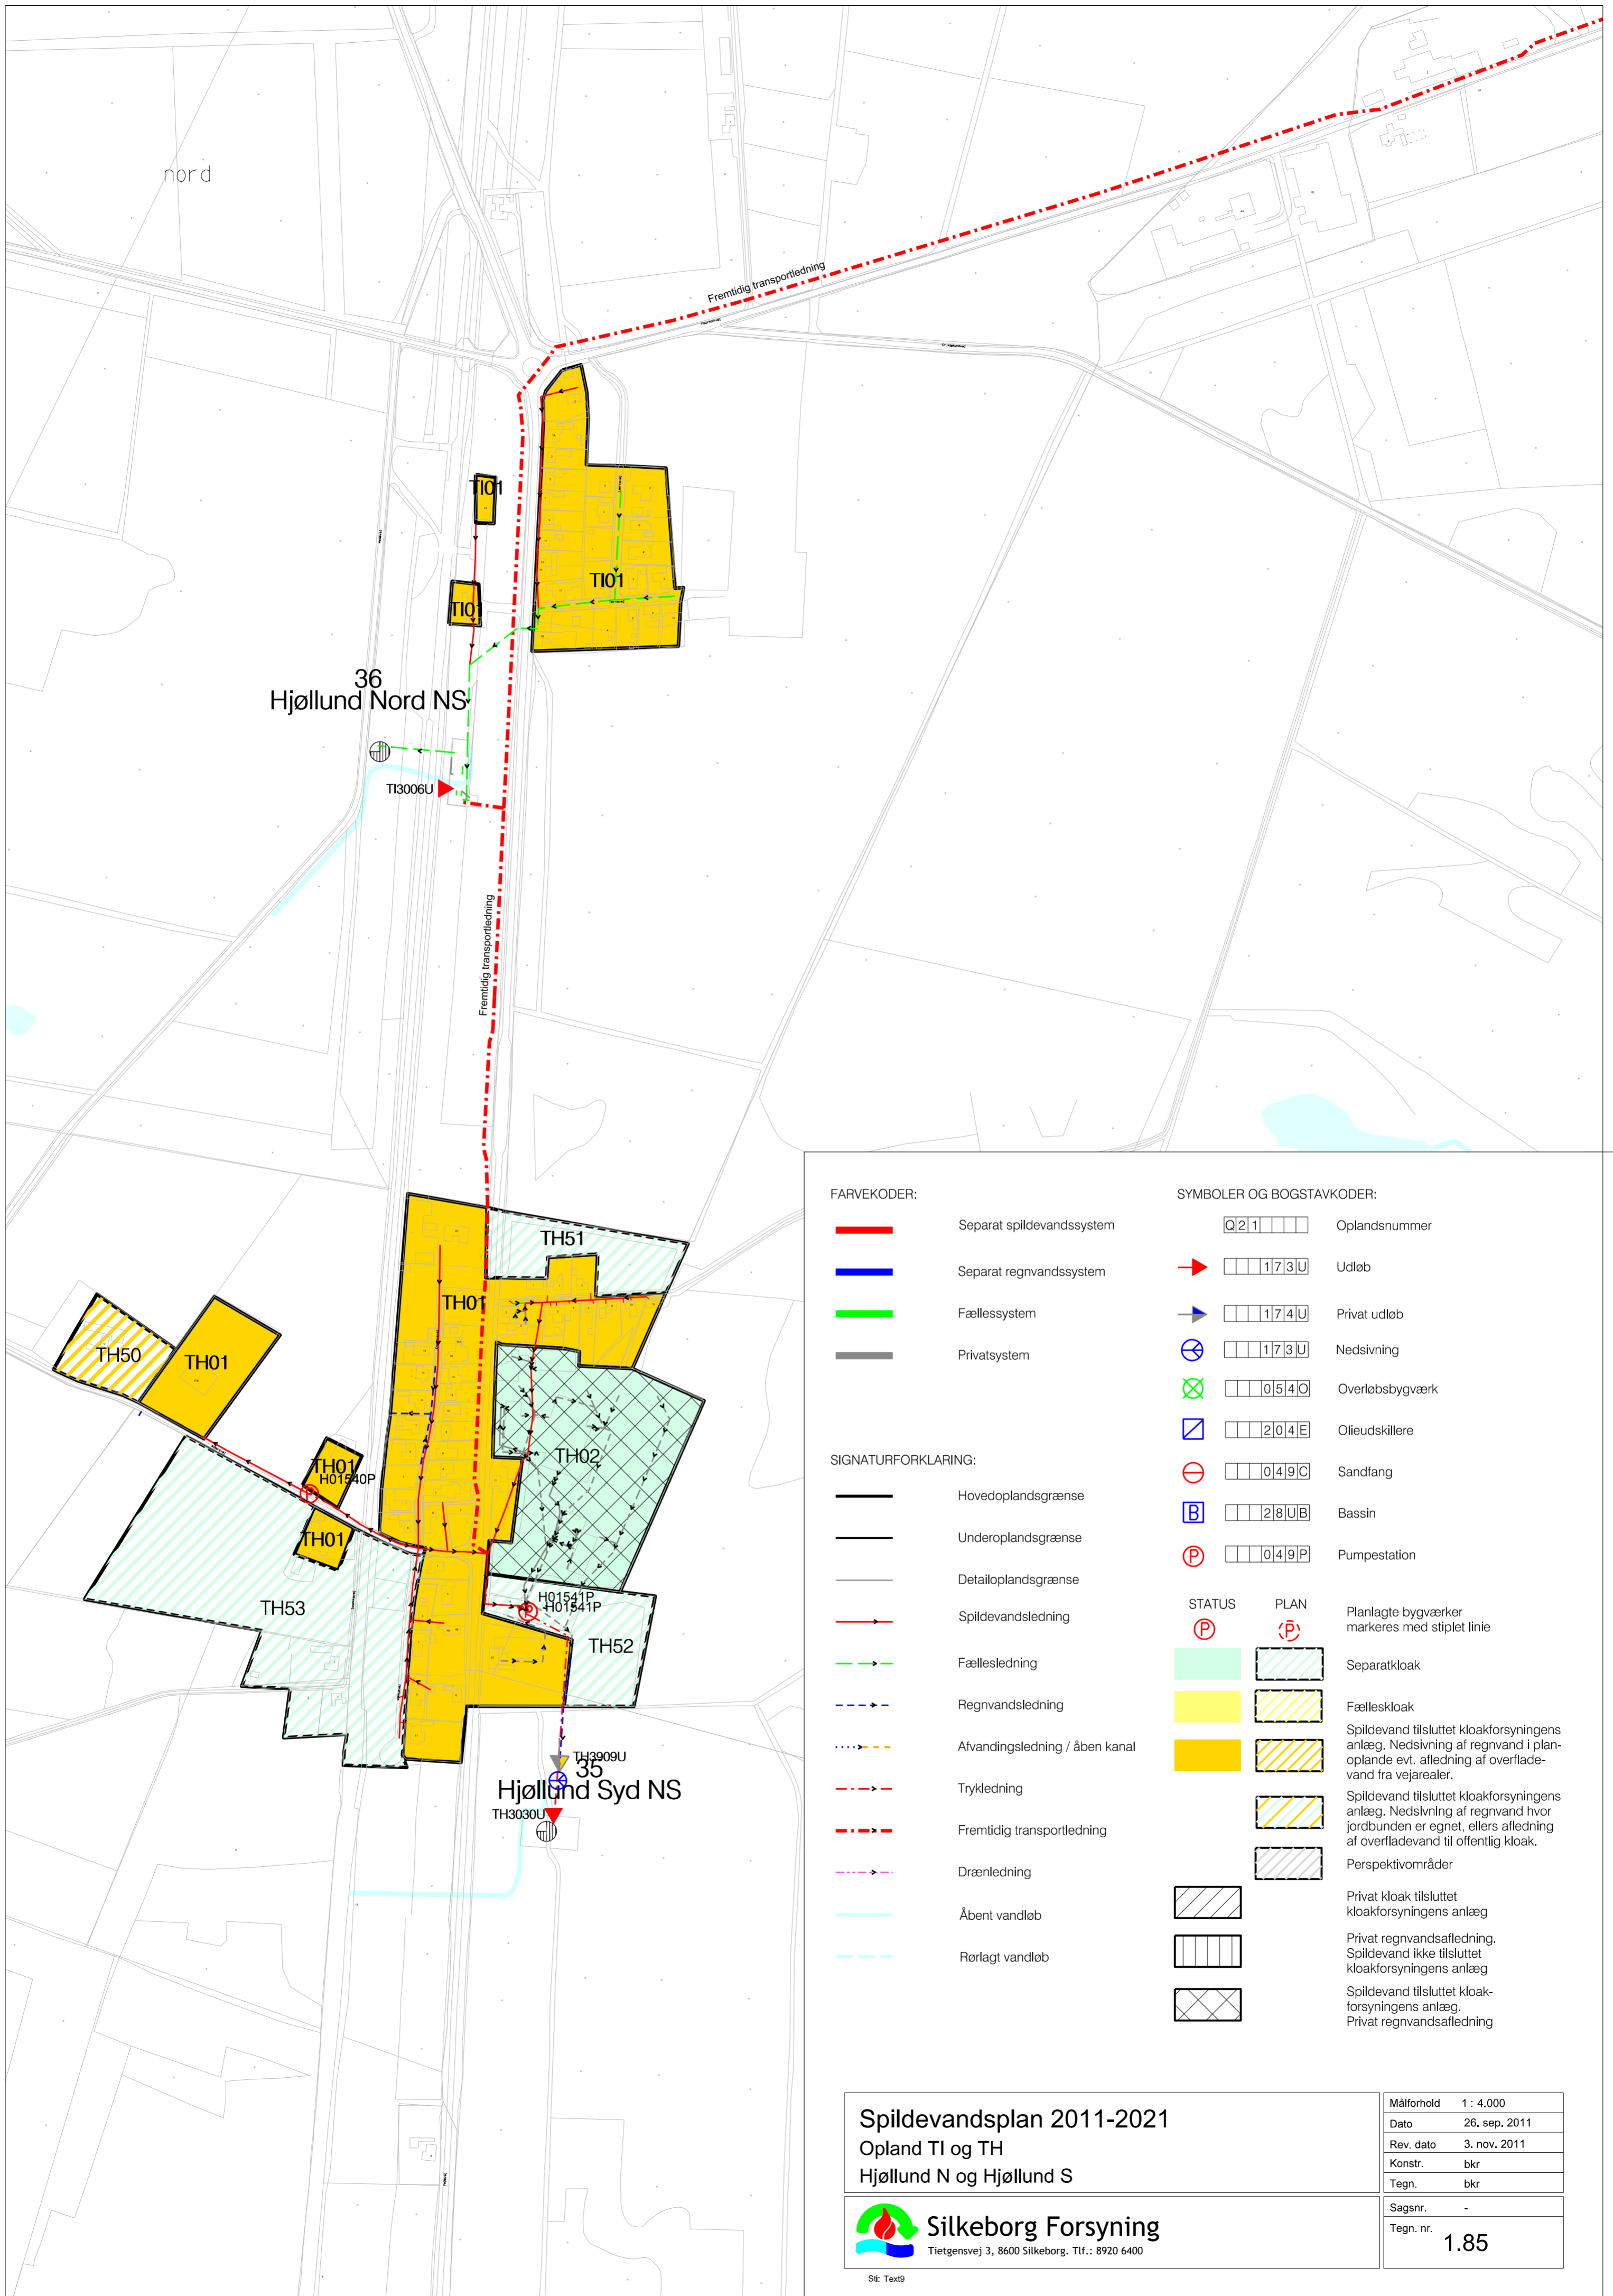 nord
Fremtidig transportledning
TI01
TI01
TI01
36
Hjøllund Nord NS
TI3006U
Fremtidig transportledning
TH51
TH01
TH50
TH01
TH02
TH01
H01540P
TH01
H01541P
H01541P
TH53
TH52
TH3909U
35
Hjøllund Syd NS
TH3030U
FARVEKODER:
Separat spildevandssystem
Separat regnvandssystem
Fællessystem
Privatsystem
SIGNATURFORKLARING:
Hovedoplandsgrænse
Underoplandsgrænse
Detailoplandsgrænse
Spildevandsledning
Fællesledning
Regnvandsledning
Afvandingsledning / åben kanal
Trykledning
Fremtidig transportledning
Drænledning
Åbent vandløb
Rørlagt vandløb
SYMBOLER OG BOGSTAVKODER:
Q21 Oplandsnummer
173U Udløb
174U Privat udløb
173U Nedsivning
054O Overløbsbygværk
204E Olieudskillere
049C Sandfang
B 28UB Bassin
P 049P Pumpestation
STATUS PLAN
P P Planlagte bygværker
markeres med stiplet linie
Separatkloak
Fælleskloak
Spildevand tilsluttet kloakforsyningens
anlæg. Nedsivning af regnvand i plan-
oplande evt. afledning af overflade-
vand fra vejarealer.
Spildevand tilsluttet kloakforsyningens
anlæg. Nedsivning af regnvand hvor
jordbunden er egnet, ellers afledning
af overfladevand til offentlig kloak.
Perspektivområder
Privat kloak tilsluttet
kloakforsyningens anlæg
Privat regnvandsafledning.
Spildevand ikke tilsluttet
kloakforsyningens anlæg
Spildevand tilsluttet kloak-
forsyningens anlæg.
Privat regnvandsafledning
Spildevandsplan 2011-2021
Opland TI og TH
Hjøllund N og Hjøllund S
Målforhold 1 : 4.000
Dato 26. sep. 2011
Rev. dato 3. nov. 2011
Konstr. bkr
Tegn. bkr
Sagsnr. -
Tegn. nr. 1.85
Silkeborg Forsyning
Tietgensvej 3, 8600 Silkeborg. Tlf.: 8920 6400
Sti: Text9